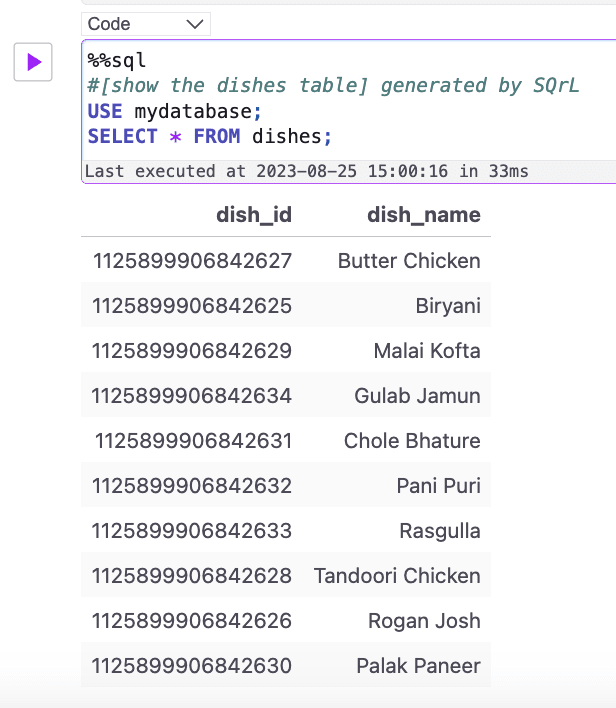 Code
%%sql
#[show the dishes table] generated by SQrL
USE mydatabase;
SELECT * FROM dishes;
Last executed at 2023-08-25 15:00:16 in 33ms
dish_id dish_name
1125899906842627 Butter Chicken
1125899906842625 Biryani
1125899906842629 Malai Kofta
1125899906842634 Gulab Jamun
1125899906842631 Chole Bhature
1125899906842632 Pani Puri
1125899906842633 Rasgulla
1125899906842628 Tandoori Chicken
1125899906842626 Rogan Josh
1125899906842630 Palak Paneer